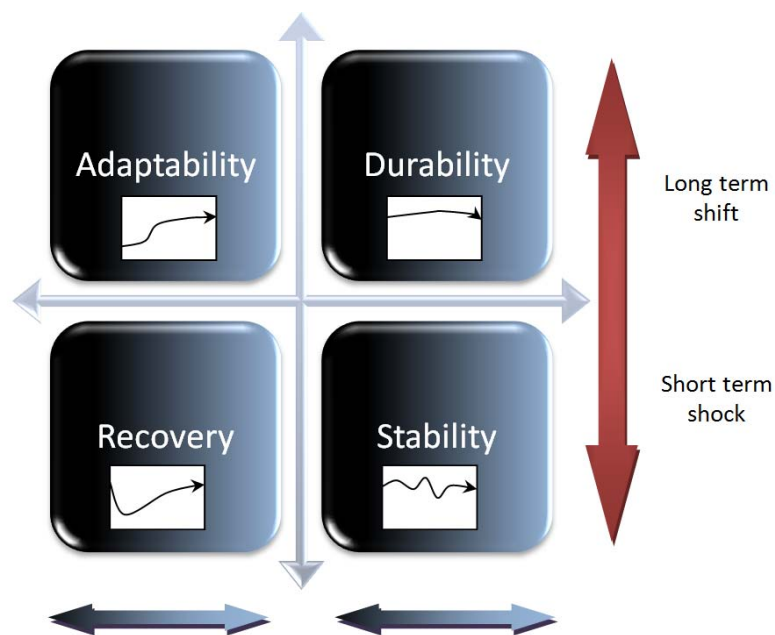 Adaptability
Durability
Long term
shift
Recovery
Stability
Short term
shock